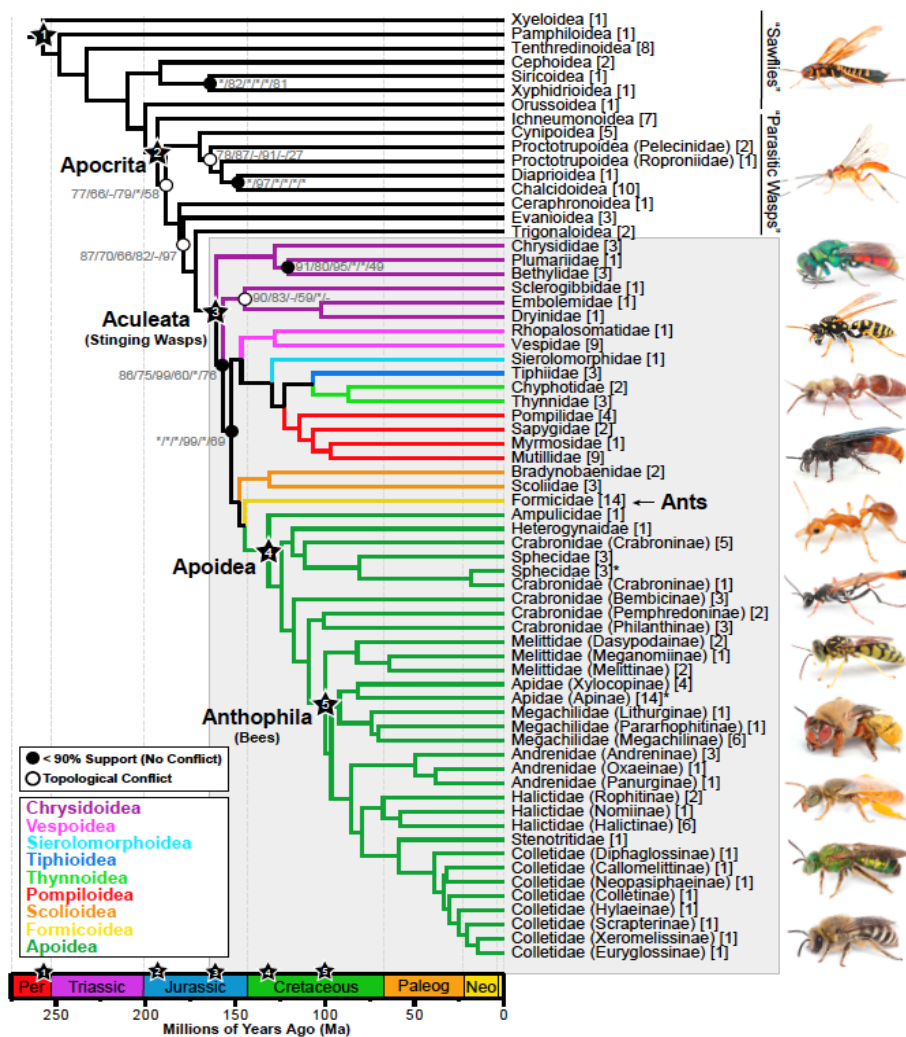 Xyeloidea [1]
Pamphiloidea [1]
Tenthredinoidea [8]
Cephoidea [2]
Siricoidea [1]
*/82/*/*/*/81
Xyphidrioidea [1]
Orussoidea [1]
"Sawflies"
Ichneumonoidea [7]
Cynipoidea [5]
Proctotrupoidea (Pelecinidae) [2]
78/87/-/91/-/27
Proctotrupoidea (Roproniidae) [1]
Diaprioidea [1]
*/97/*/*/*/*
Chalcidoidea [10]
Ceraphronoidea [1]
Evanioidea [3]
Trigonaloidea [2]
"Parasitic Wasps"
Apocrita
77/66/-/79/*/58
87/70/66/82/-/97
Chrysididae [3]
Plumariidae [1]
91/80/95/*/*/49
Bethylidae [3]
Sclerogibbidae [1]
90/83/-/59/*/-
Embolemidae [1]
Dryinidae [1]
Aculeata
(Stinging Wasps)
86/75/99/60/*/76
*/*/*/99/*/69
Rhopalosomatidae [1]
Vespidae [9]
Sierolomorphidae [1]
Tiphiidae [3]
Chyphotidae [2]
Thynnidae [3]
Pompilidae [4]
Sapygidae [2]
Myrmosidae [1]
Mutillidae [9]
Bradynobaenidae [2]
Scoliidae [3]
Formicidae [14] ← Ants
Ampulicidae [1]
Heterogynaidae [1]
Crabronidae (Crabroninae) [5]
Apoidea
Sphecidae [3]
Sphecidae [3]*
Crabronidae (Crabroninae) [1]
Crabronidae (Bembicinae) [3]
Crabronidae (Pemphredoninae) [2]
Crabronidae (Philanthinae) [3]
Melittidae (Dasypodainae) [2]
Melittidae (Meganomiinae) [1]
Melittidae (Melittinae) [2]
Apidae (Xylocopinae) [4]
Apidae (Apinae) [14]*
Anthophila
(Bees)
Megachilidae (Lithurginae) [1]
Megachilidae (Pararhophitinae) [1]
Megachilidae (Megachilinae) [6]
Andrenidae (Andreninae) [3]
Andrenidae (Oxaeinae) [1]
Andrenidae (Panurginae) [1]
Halictidae (Rophitinae) [2]
Halictidae (Nomiinae) [1]
Halictidae (Halictinae) [6]
Stenotritidae [1]
Colletidae (Diphaglossinae) [1]
Colletidae (Callomelittinae) [1]
Colletidae (Neopasiphaeinae) [1]
Colletidae (Colletinae) [1]
Colletidae (Hylaeinae) [1]
Colletidae (Scrapterinae) [1]
Colletidae (Xeromelissinae) [1]
Colletidae (Euryglossinae) [1]
1
2
3
4
5
< 90% Support (No Conflict)
Topological Conflict
Chrysidoidea
Vespoidea
Sierolomorphoidea
Tiphioidea
Thynnoidea
Pompiloidea
Scolioidea
Formicoidea
Apoidea
1 2 3 4 5
Per Triassic Jurassic Cretaceous Paleog Neo
250 200 150 100 50 0
Millions of Years Ago (Ma)